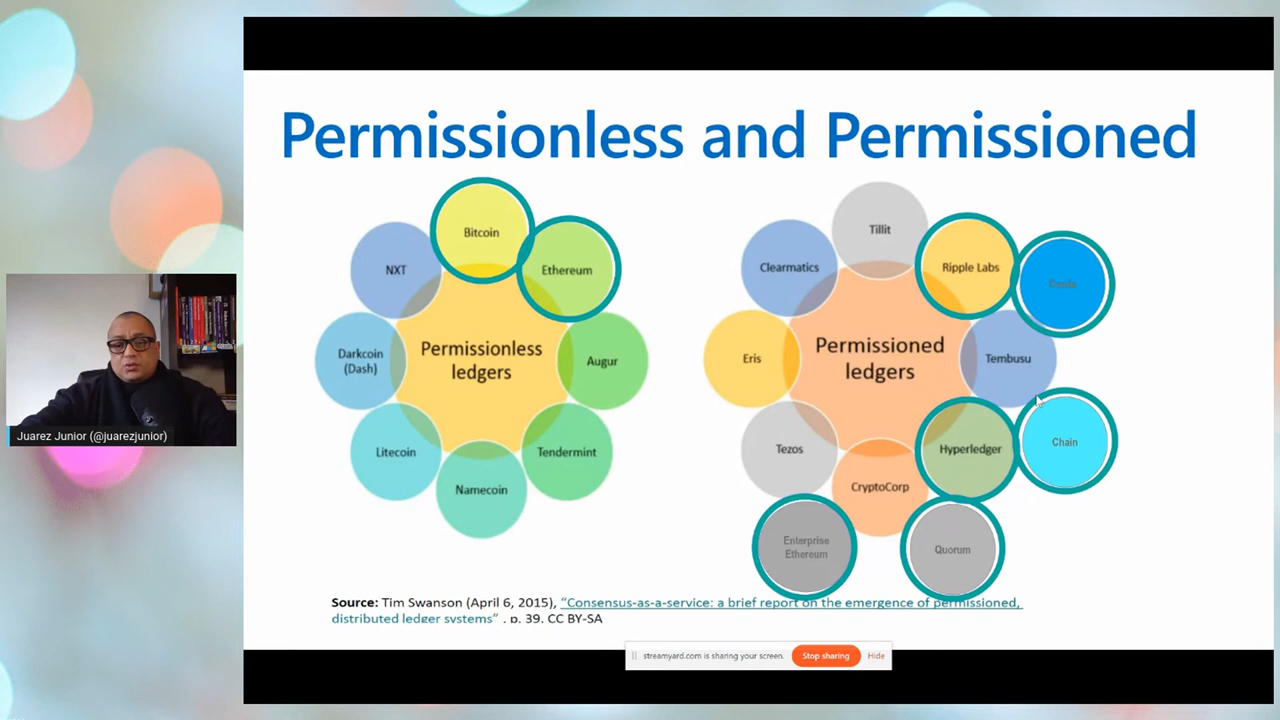 Permissionless and Permissioned
Bitcoin
Ethereum
NXT
Augur
Darkcoin
(Dash)
Permissionless
ledgers
Litecoin
Tendermint
Namecoin
Tillit
Clearmatics
Ripple Labs
Corda
Eris
Permissioned
ledgers
Tembusu
Tezos
Hyperledger
Chain
CryptoCorp
Enterprise
Ethereum
Quorum
Source: Tim Swanson (April 6, 2015), "Consensus-as-a-service: a brief report on the emergence of permissioned,
distributed ledger systems" , p. 39. CC BY-SA
Juarez Junior (@juarezjunior)
streamyard.com is sharing your screen.
Stop sharing
Hide